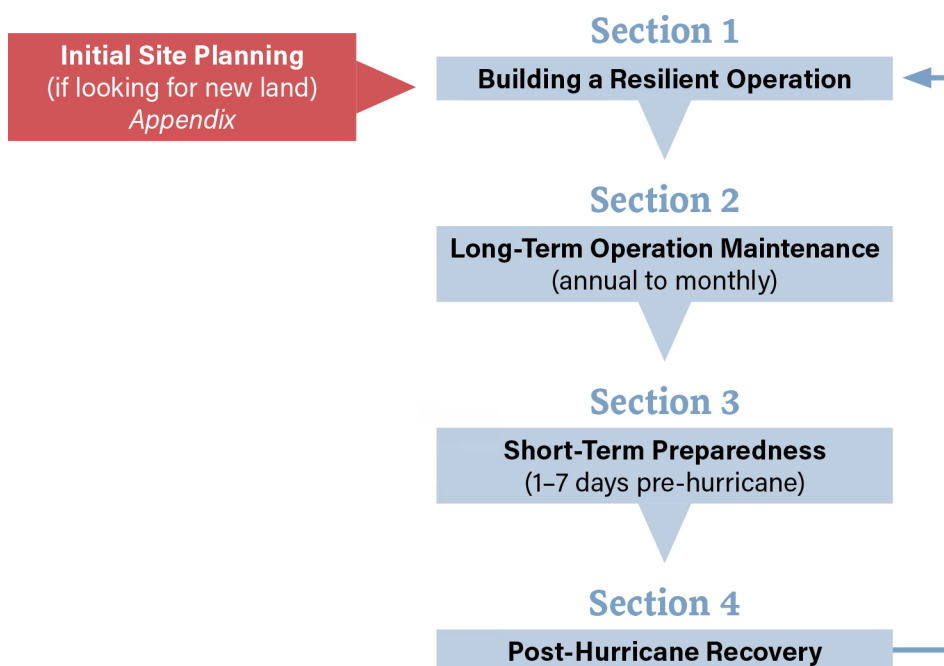 Initial Site Planning
(if looking for new land)
Appendix
Section 1
Building a Resilient Operation
Section 2
Long-Term Operation Maintenance
(annual to monthly)
Section 3
Short-Term Preparedness
(1–7 days pre-hurricane)
Section 4
Post-Hurricane Recovery